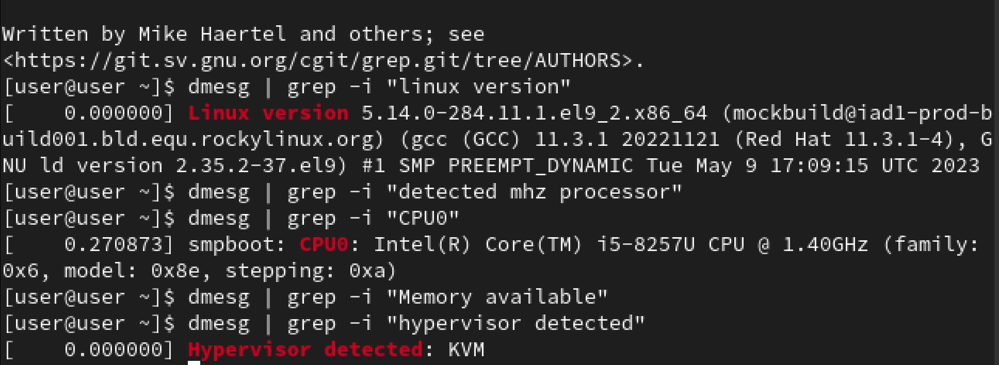 Written by Mike Haertel and others; see
<https://git.sv.gnu.org/cgit/grep.git/tree/AUTHORS>.
[user@user ~]$ dmesg | grep -i "linux version"
[    0.000000] Linux version 5.14.0-284.11.1.el9_2.x86_64 (mockbuild@iad1-prod-b
uild001.bld.equ.rockylinux.org) (gcc (GCC) 11.3.1 20221121 (Red Hat 11.3.1-4), G
NU ld version 2.35.2-37.el9) #1 SMP PREEMPT_DYNAMIC Tue May 9 17:09:15 UTC 2023
[user@user ~]$ dmesg | grep -i "detected mhz processor"
[user@user ~]$ dmesg | grep -i "CPU0"
[    0.270873] smpboot: CPU0: Intel(R) Core(TM) i5-8257U CPU @ 1.40GHz (family:
0x6, model: 0x8e, stepping: 0xa)
[user@user ~]$ dmesg | grep -i "Memory available"
[user@user ~]$ dmesg | grep -i "hypervisor detected"
[    0.000000] Hypervisor detected: KVM